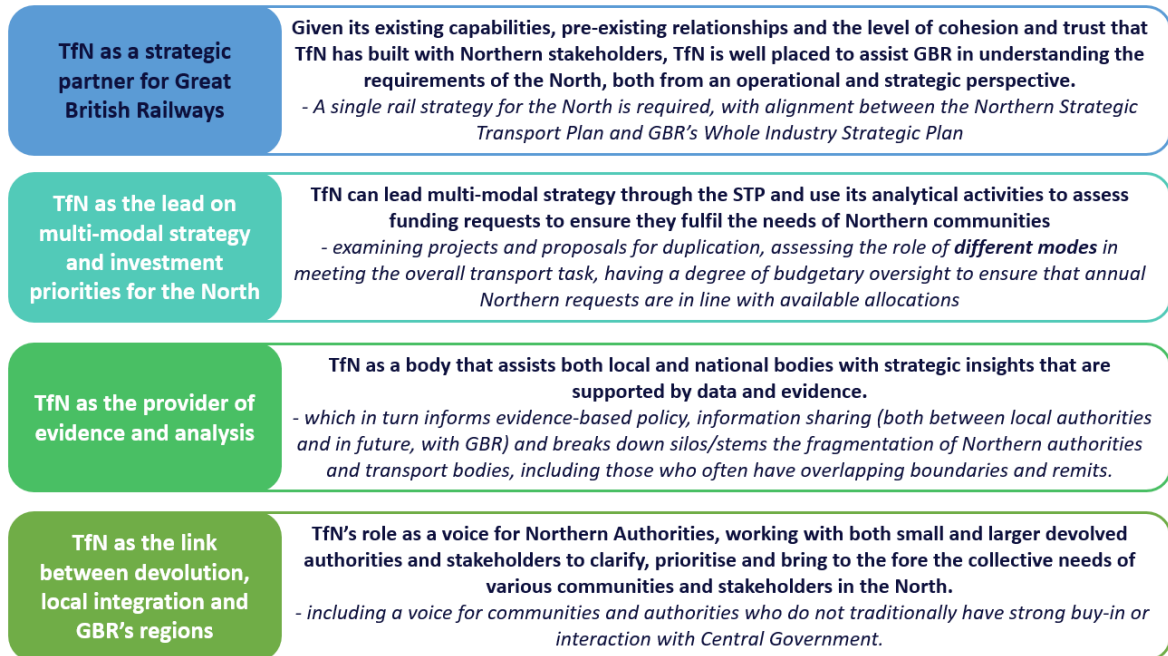 TfN as a strategic
partner for Great
British Railways
Given its existing capabilities, pre-existing relationships and the level of cohesion and trust that
TfN has built with Northern stakeholders, TfN is well placed to assist GBR in understanding the
requirements of the North, both from an operational and strategic perspective.
- A single rail strategy for the North is required, with alignment between the Northern Strategic
Transport Plan and GBR's Whole Industry Strategic Plan
TfN as the lead on
multi-modal strategy
and investment
priorities for the North
TfN can lead multi-modal strategy through the STP and use its analytical activities to assess
funding requests to ensure they fulfil the needs of Northern communities
- examining projects and proposals for duplication, assessing the role of different modes in
meeting the overall transport task, having a degree of budgetary oversight to ensure that annual
Northern requests are in line with available allocations
TfN as the provider of
evidence and analysis
TfN as a body that assists both local and national bodies with strategic insights that are
supported by data and evidence.
- which in turn informs evidence-based policy, information sharing (both between local authorities
and in future, with GBR) and breaks down silos/stems the fragmentation of Northern authorities
and transport bodies, including those who often have overlapping boundaries and remits.
TfN as the link
between devolution,
local integration and
GBR's regions
TfN's role as a voice for Northern Authorities, working with both small and larger devolved
authorities and stakeholders to clarify, prioritise and bring to the fore the collective needs of
various communities and stakeholders in the North.
- including a voice for communities and authorities who do not traditionally have strong buy-in or
interaction with Central Government.